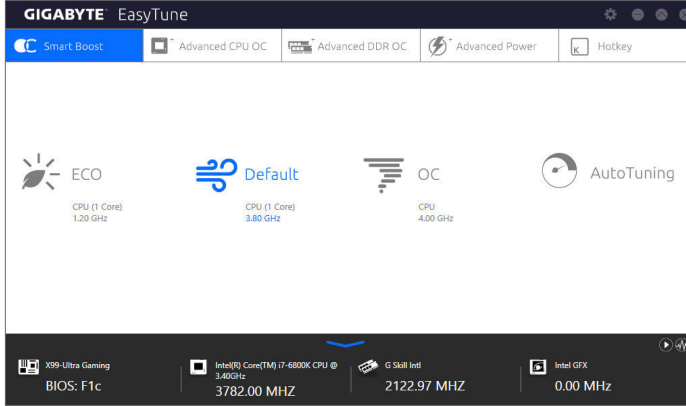 GIGABYTE™ EasyTune
Smart Boost
Advanced CPU OC
Advanced DDR OC
Advanced Power
K
Hotkey
ECO
CPU (1 Core)
1.20 GHz
Default
CPU (1 Core)
3.80 GHz
OC
CPU
4.00 GHz
AutoTuning
X99-Ultra Gaming
BIOS: F1c
Intel(R) Core(TM) i7-6800K CPU @
3.40GHz
3782.00 MHZ
G Skill Intl
2122.97 MHZ
Intel GFX
0.00 MHz